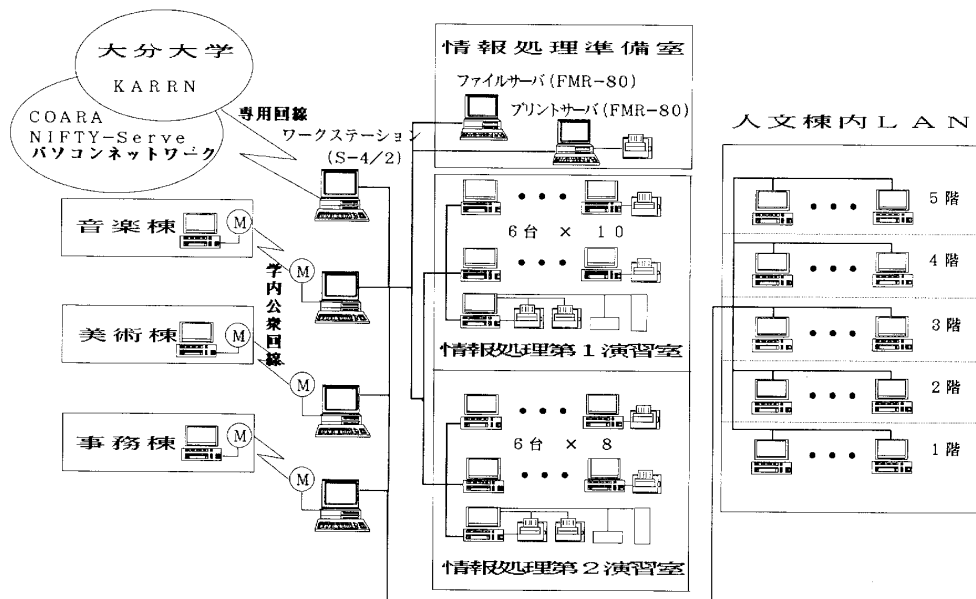 大分大学
KARRN
COARA
NIFTY-Serve
パソコンネットワーク
専用回線
ワークステーション
(S-4/2)
音楽棟
M
M
美術棟
M
M
事務棟
M
M
学内公衆回線
情報処理準備室
ファイルサーバ(FMR-80)
プリントサーバ(FMR-80)
6台 × 10
情報処理第1演習室
6台 × 8
情報処理第2演習室
人文棟内LAN
5階
4階
3階
2階
1階